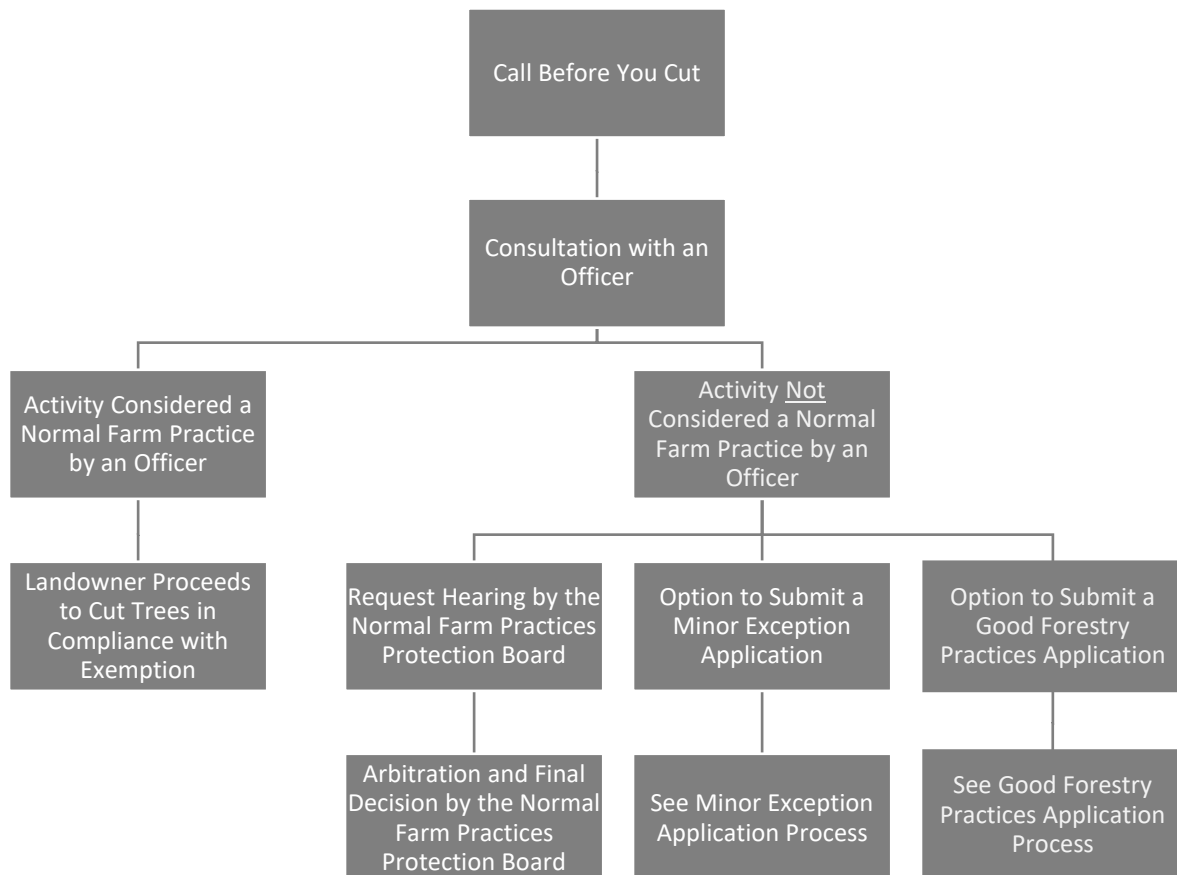 Call Before You Cut
Consultation with an
Officer
Activity Considered a
Normal Farm Practice
by an Officer
Activity Not
Considered a Normal
Farm Practice by an
Officer
Landowner Proceeds
to Cut Trees in
Compliance with
Exemption
Request Hearing by the
Normal Farm Practices
Protection Board
Option to Submit a
Minor Exception
Application
Option to Submit a
Good Forestry
Practices Application
Arbitration and Final
Decision by the Normal
Farm Practices
Protection Board
See Minor Exception
Application Process
See Good Forestry
Practices Application
Process